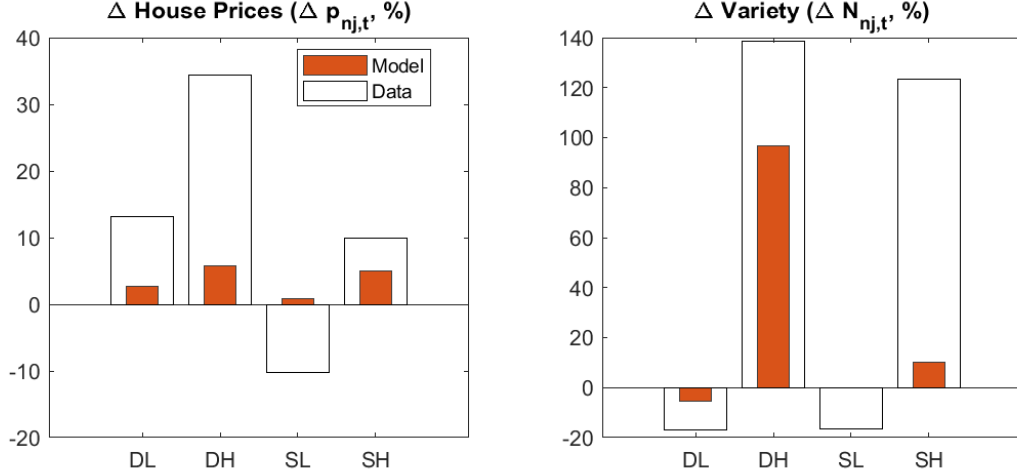 Δ House Prices (Δ p_nj,t, %)
40
30
20
10
0
-10
-20
DL
DH
SL
SH
Model
Data
Δ Variety (Δ N_nj,t, %)
140
120
100
80
60
40
20
0
-20
DL
DH
SL
SH